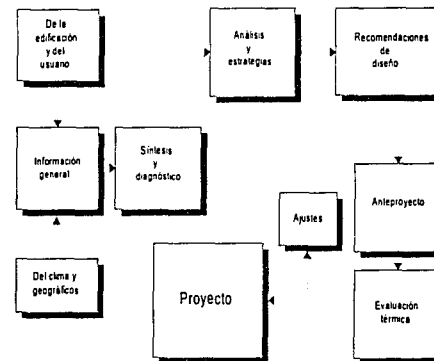 De la
edificación
y del
usuario
Análisis
y
estrategias
Recomendaciones
de
diseño
Información
general
Síntesis
y
diagnóstico
Ajustes
Anteproyecto
Del clima y
geográficos
Proyecto
Evaluación
térmica